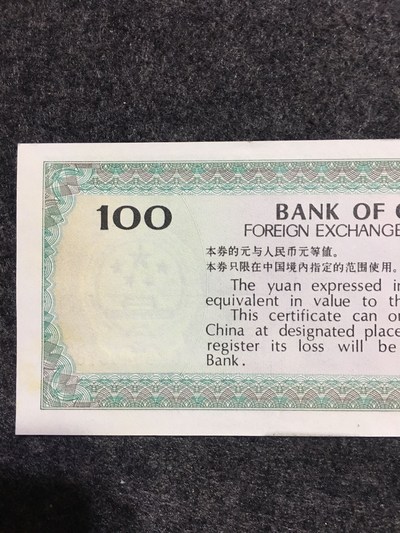 100
BANK OF
FOREIGN EXCHANGE
本券的元与人民币元等值。
本券只限在中国境内指定的范围使用。
The yuan expressed in
equivalent in value to th
This certificate can
China at designated place
register its loss will be
Bank.